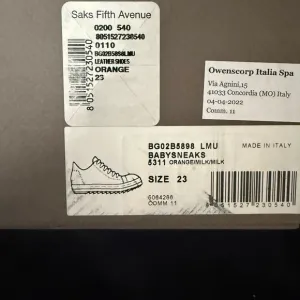 Saks Fifth Avenue
0200 540
8051527230540
0110
BG02B5898LMU
LEATHER SHOES
ORANGE
23
8051527230540
Owenscorp Italia Spa
Via Agnini,15
41033 Concordia (MO) Italy
04-04-2022
Comm. 11
BG02B5898 LMU MADE IN ITALY
BABYSNEAKS
5311 ORANGE/MILK/MILK
SIZE 23
6084288
COMM 11
8051527230540